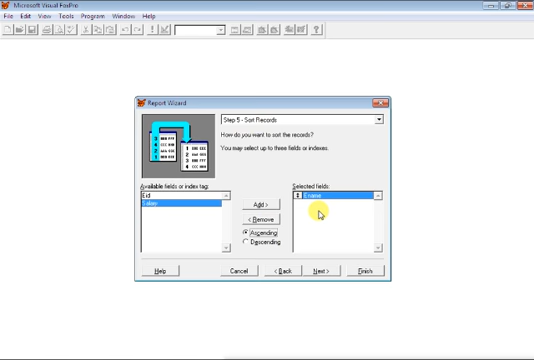 Microsoft Visual FoxPro
File Edit View Tools Program Window Help
Report Wizard
Step 5 - Sort Records
How do you want to sort the records?
You may select up to three fields or indexes.
Available fields or index tag:
Selected fields:
Eid
Salary
Ename
Add >
< Remove
Ascending
Descending
Help
Cancel
< Back
Next >
Finish